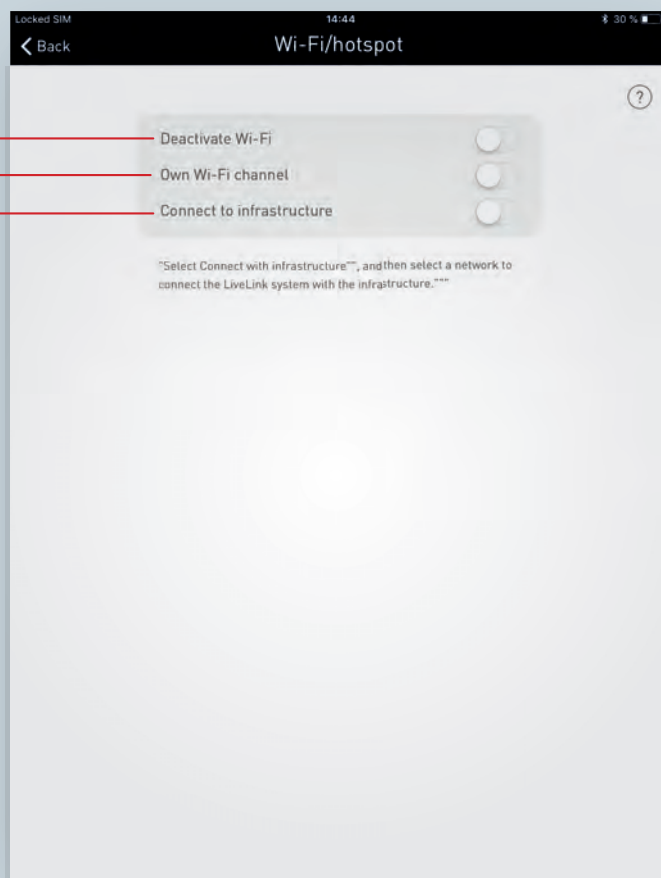 Locked SIM 14:44 30 %
Back Wi-Fi/hotspot
?
Deactivate Wi-Fi
Own Wi-Fi channel
Connect to infrastructure
"Select Connect with infrastructure"", and then select a network to
connect the LiveLink system with the infrastructure."""